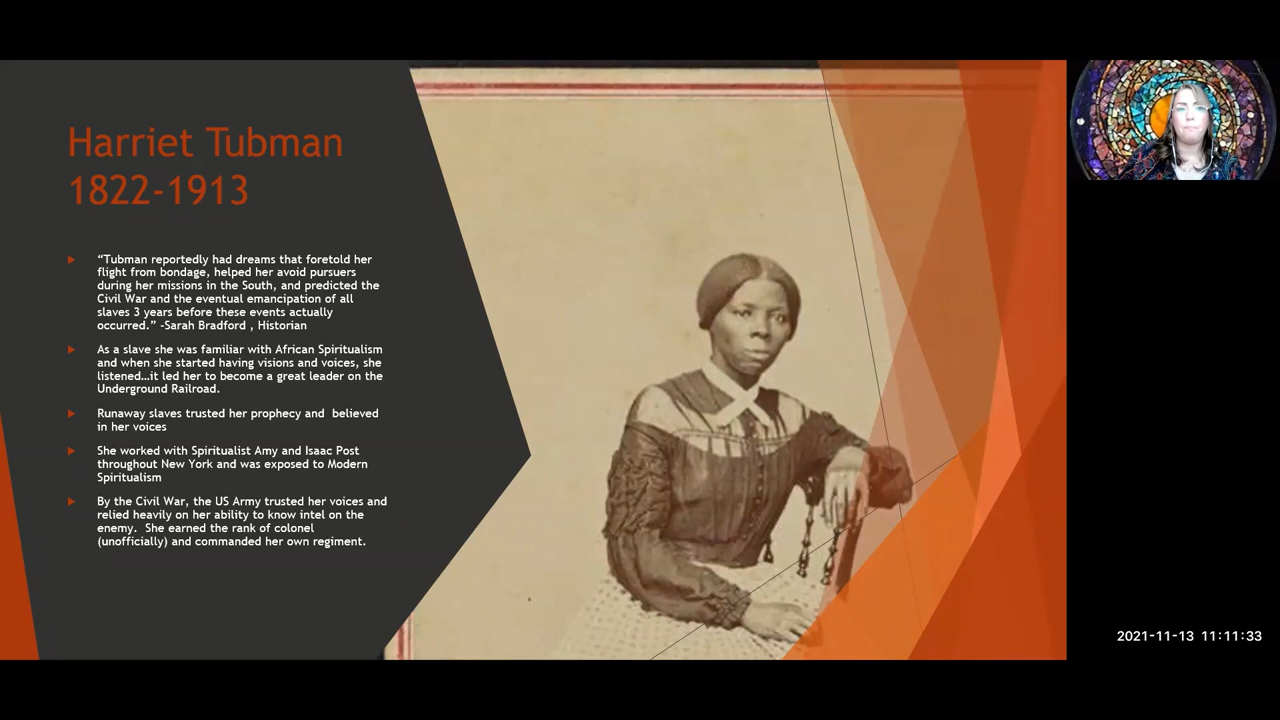 Harriet Tubman
1822-1913
“Tubman reportedly had dreams that foretold her
flight from bondage, helped her avoid pursuers
during her missions in the South, and predicted the
Civil War and the eventual emancipation of all
slaves 3 years before these events actually
occurred.” -Sarah Bradford , Historian
As a slave she was familiar with African Spiritualism
and when she started having visions and voices, she
listened…it led her to become a great leader on the
Underground Railroad.
Runaway slaves trusted her prophecy and  believed
in her voices
She worked with Spiritualist Amy and Isaac Post
throughout New York and was exposed to Modern
Spiritualism
By the Civil War, the US Army trusted her voices and
relied heavily on her ability to know intel on the
enemy.  She earned the rank of colonel
(unofficially) and commanded her own regiment.
2021-11-13 11:11:33